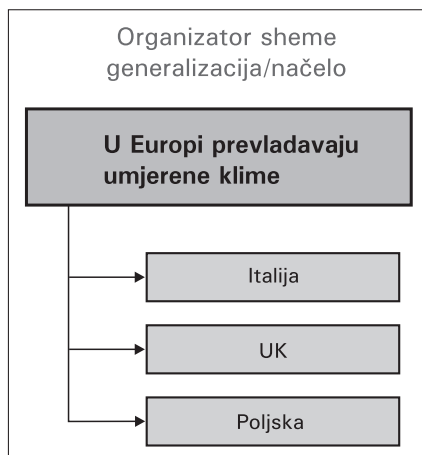 Organizator sheme
generalizacija/načelo
U Europi prevladavaju
umjerene klime
Italija
UK
Poljska